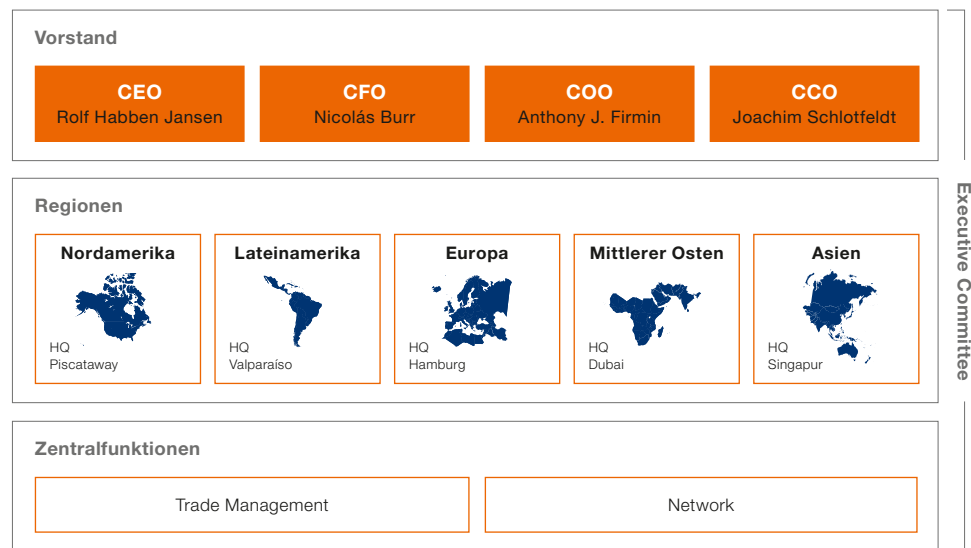 Vorstand
CEO
Rolf Habben Jansen
CFO
Nicolás Burr
COO
Anthony J. Firmin
CCO
Joachim Schlotfeldt
Regionen
Nordamerika
HQ
Piscataway
Lateinamerika
HQ
Valparaíso
Europa
HQ
Hamburg
Mittlerer Osten
HQ
Dubai
Asien
HQ
Singapur
Zentralfunktionen
Trade Management
Network
Executive Committee